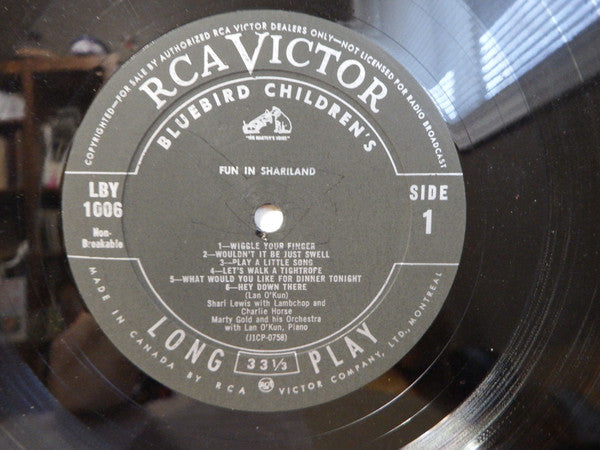 COPYRIGHTED—FOR SALE BY AUTHORIZED RCA VICTOR DEALERS ONLY—NOT LICENSED FOR RADIO BROADCAST
RCA VICTOR
BLUEBIRD CHILDREN'S
"HIS MASTER'S VOICE"
FUN IN SHARILAND
LBY
1006
Non-
Breakable
SIDE
1
1—WIGGLE YOUR FINGER
2—WOULDN'T IT BE JUST SWELL
3—PLAY A LITTLE SONG
4—LET'S WALK A TIGHTROPE
5—WHAT WOULD YOU LIKE FOR DINNER TONIGHT
6—HEY DOWN THERE
(Lan O'Kun)
Shari Lewis with Lambchop and
Charlie Horse
Marty Gold and his Orchestra
with Lan O'Kun, Piano
(J1CP-0758)
LONG 33⅓ PLAY
RCA
MADE IN CANADA BY RCA VICTOR COMPANY, LTD., MONTREAL